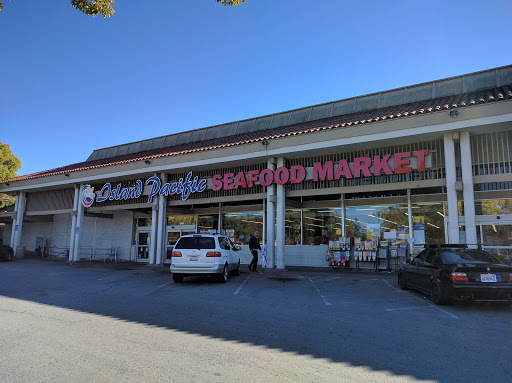 Island Pacific SEAFOOD MARKET